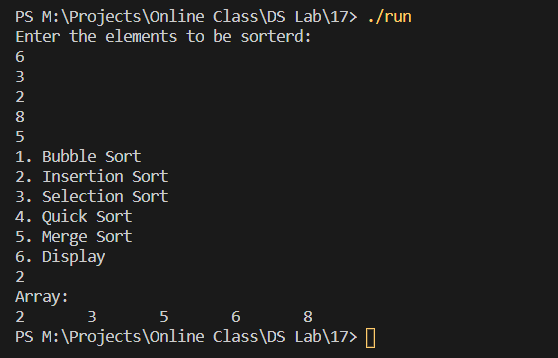 PS M:\Projects\Online Class\DS Lab\17> ./run
Enter the elements to be sorterd:
6
3
2
8
5
1. Bubble Sort
2. Insertion Sort
3. Selection Sort
4. Quick Sort
5. Merge Sort
6. Display
2
Array:
2 3 5 6 8
PS M:\Projects\Online Class\DS Lab\17>